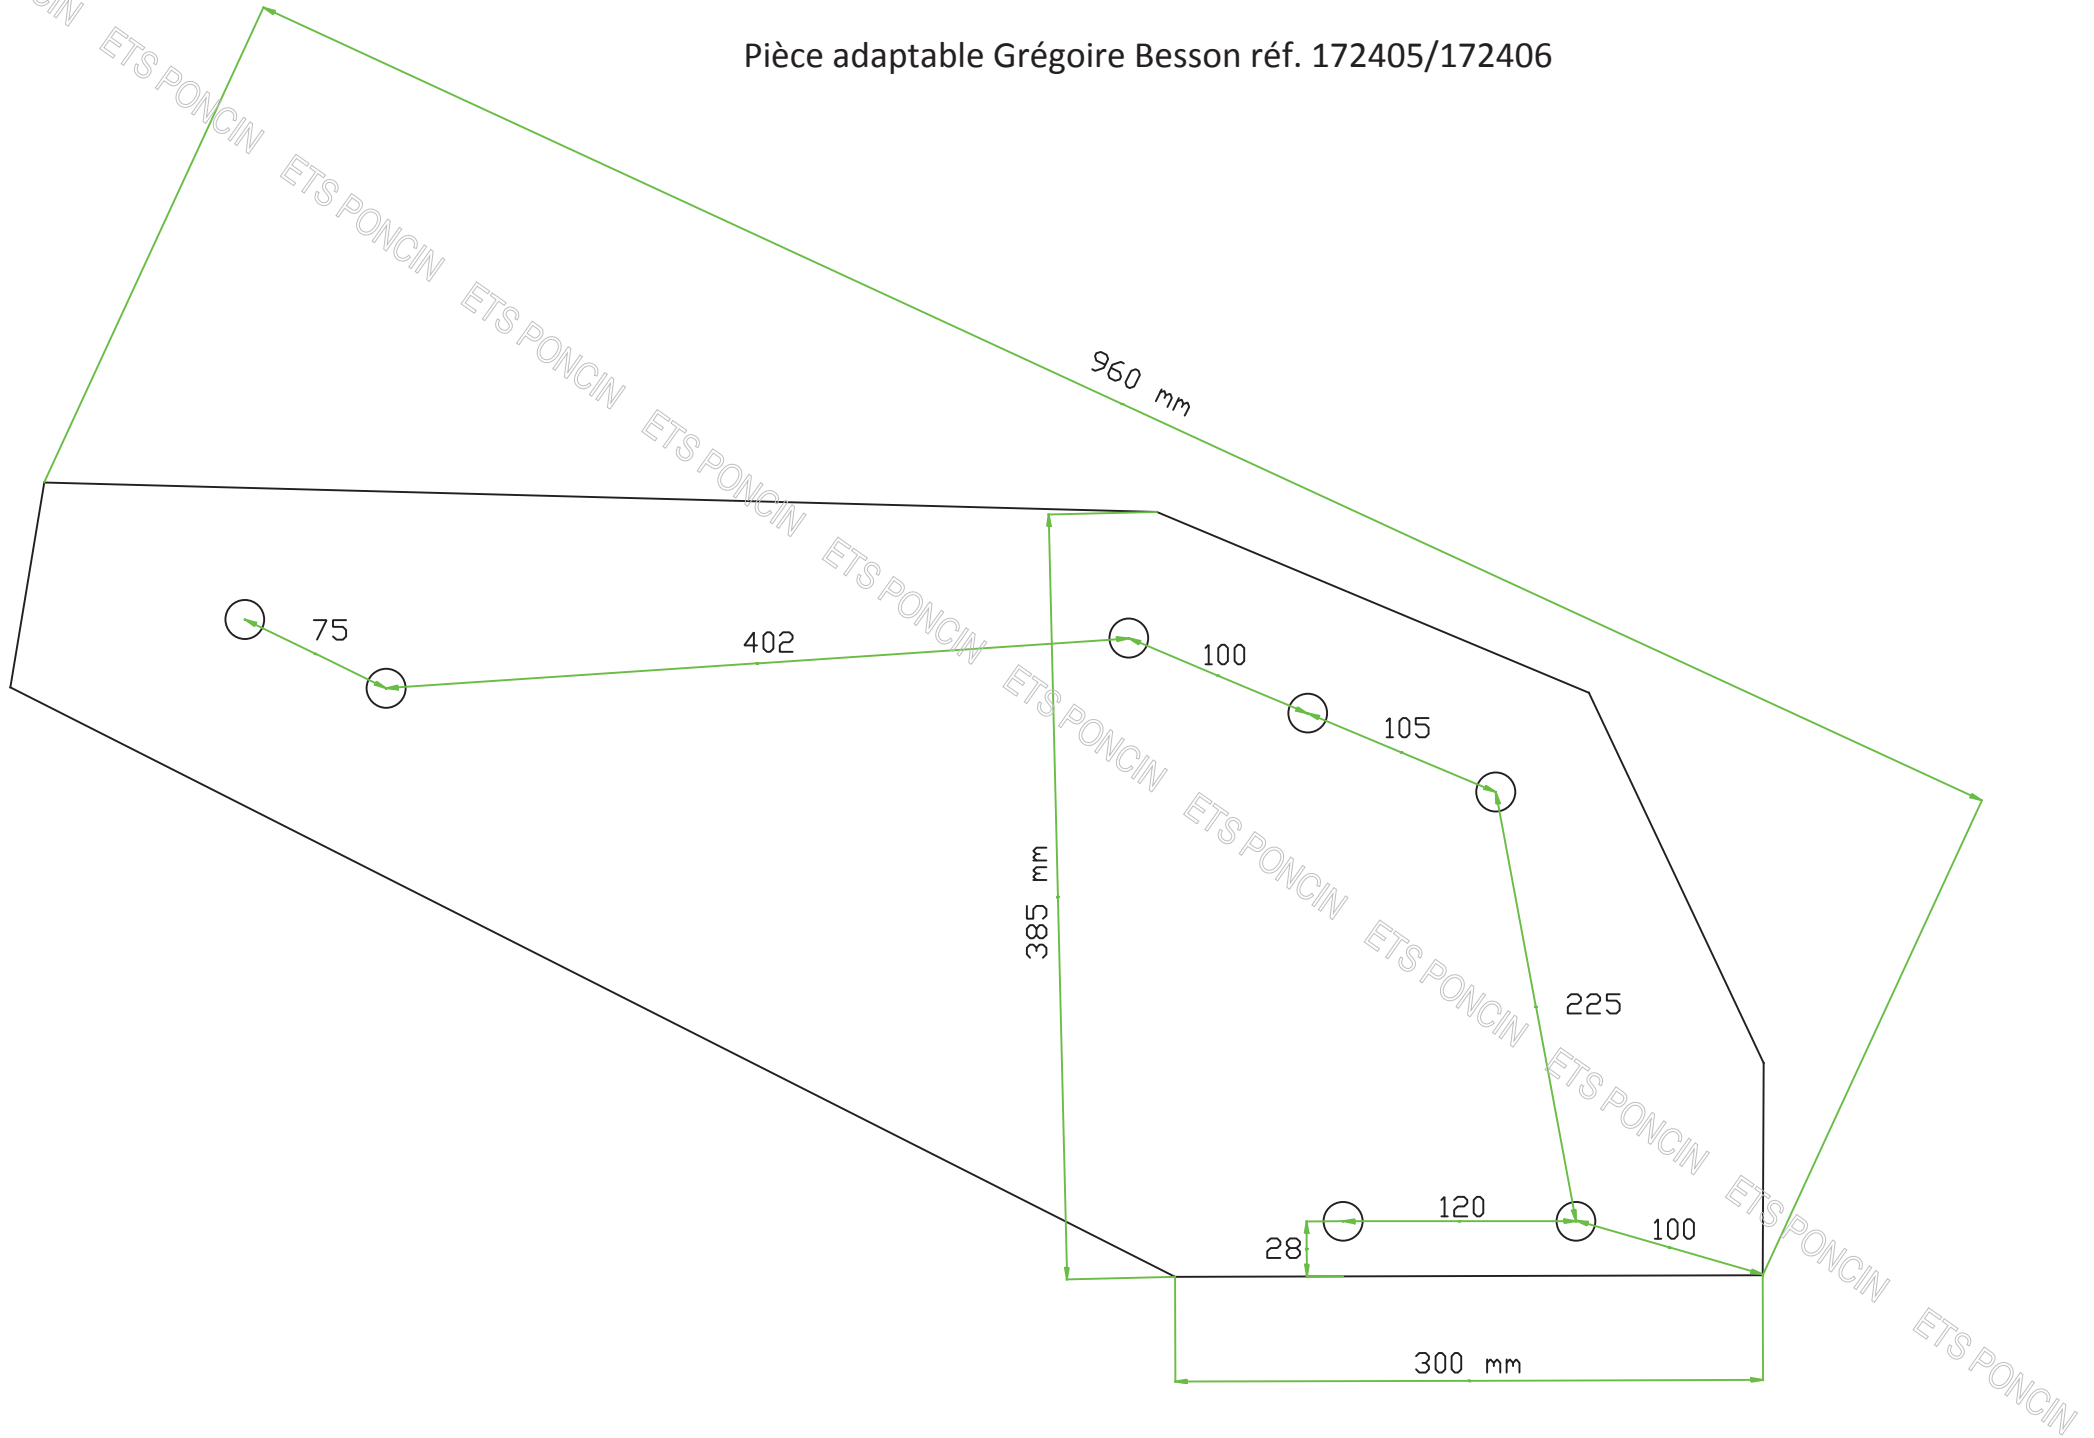 Pièce adaptable Grégoire Besson réf. 172405/172406
960 mm
75
402
100
105
385 mm
225
120
28
100
300 mm
CIN ETS PONCIN ETS PONCIN ETS PONCIN ETS PONCIN ETS PONCIN ETS PONCIN ETS PONCIN ETS PONCIN ETS PONCIN ETS PONCIN ETS PONCIN